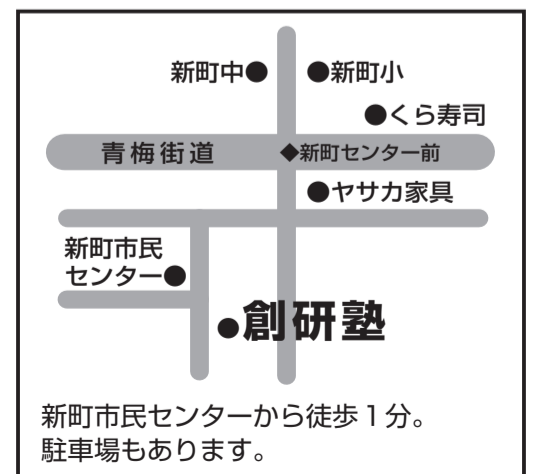 新町中●
●新町小
●くら寿司
青梅街道
◆新町センター前
●ヤサカ家具
新町市民
センター●
●創研塾
新町市民センターから徒歩1分。
駐車場もあります。